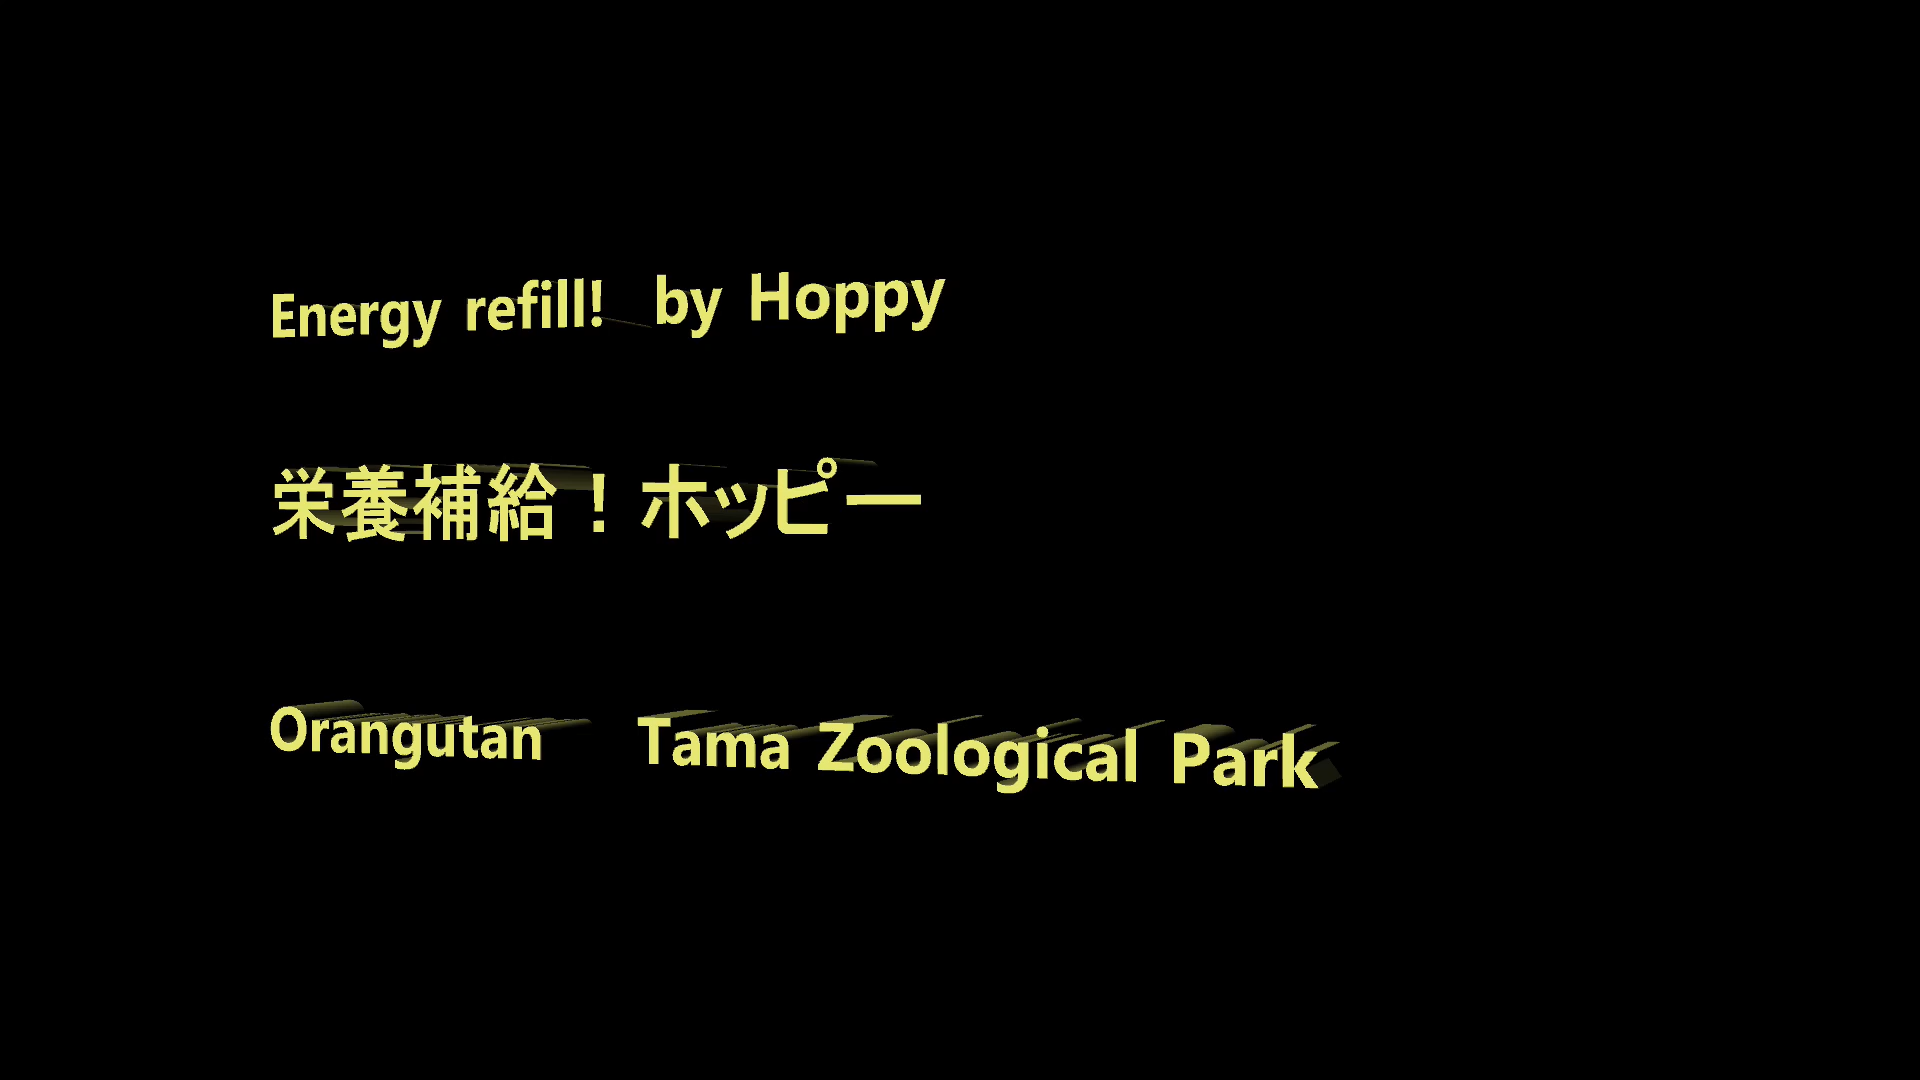 Energy refill!  by Hoppy
栄養補給！ホッピー
Orangutan   Tama Zoological Park